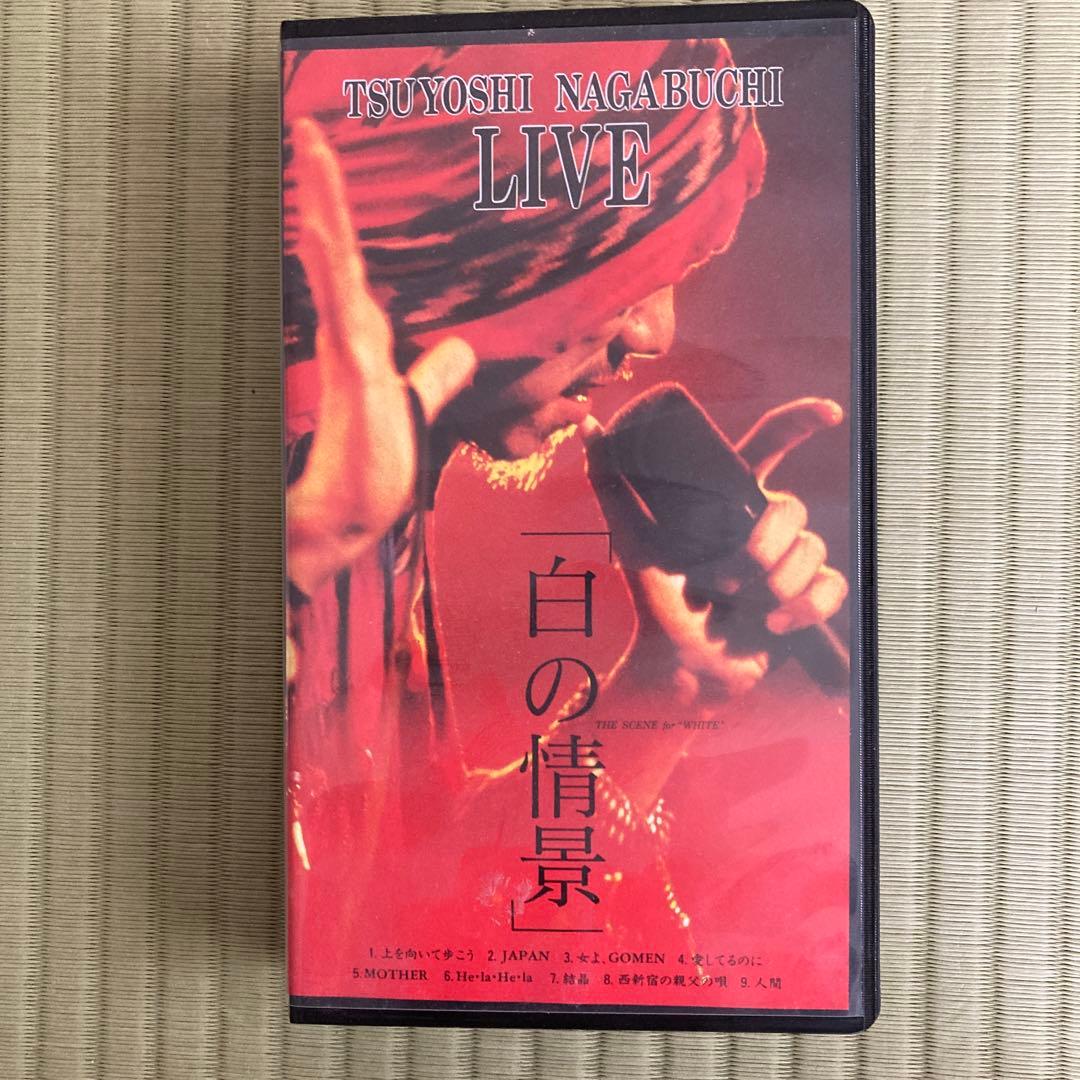 TSUYOSHI NAGABUCHI
LIVE
「白の情景」
THE SCENE for "WHITE"
1. 上を向いて歩こう 2. JAPAN 3. 女よ、GOMEN 4. 愛してるのに
5. MOTHER 6. He・la・He・la 7. 結晶 8. 西新宿の親父の唄 9. 人間